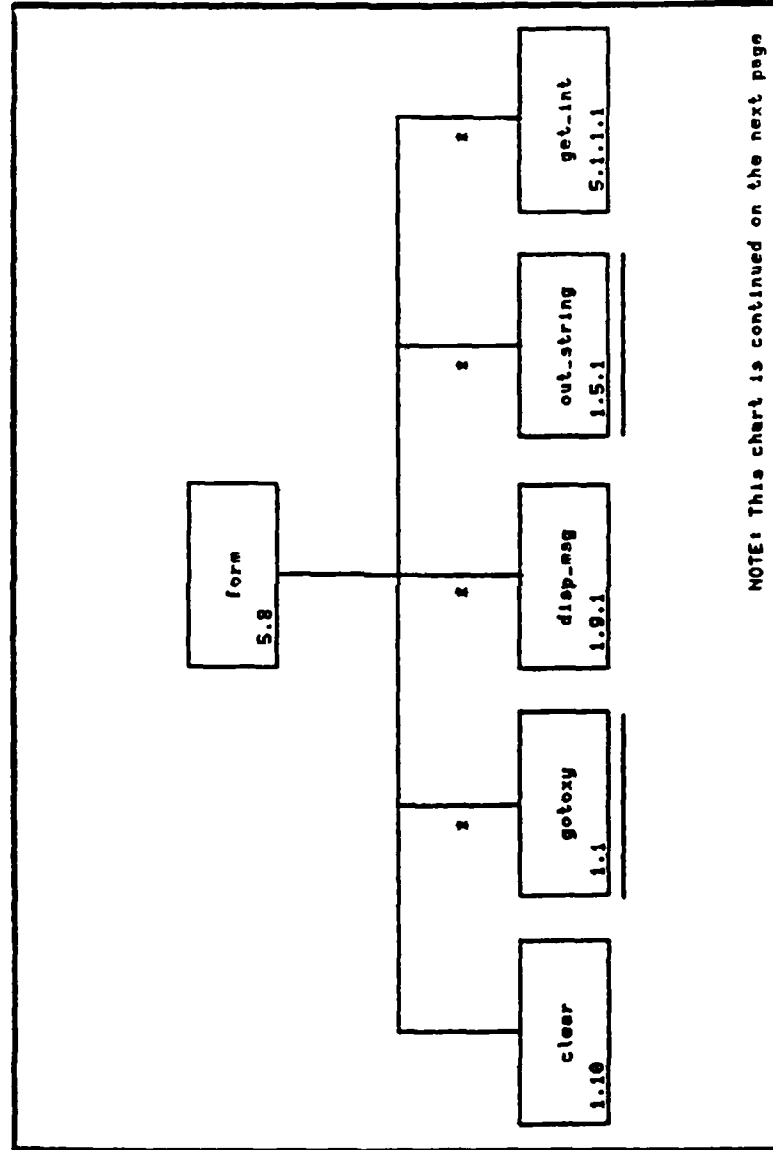 form
5.8
*
*
*
*
clear
1.10
gotoxy
1.1
disp_msg
1.9.1
out_string
1.5.1
get_int
5.1.1.1
NOTE: This chart is continued on the next page